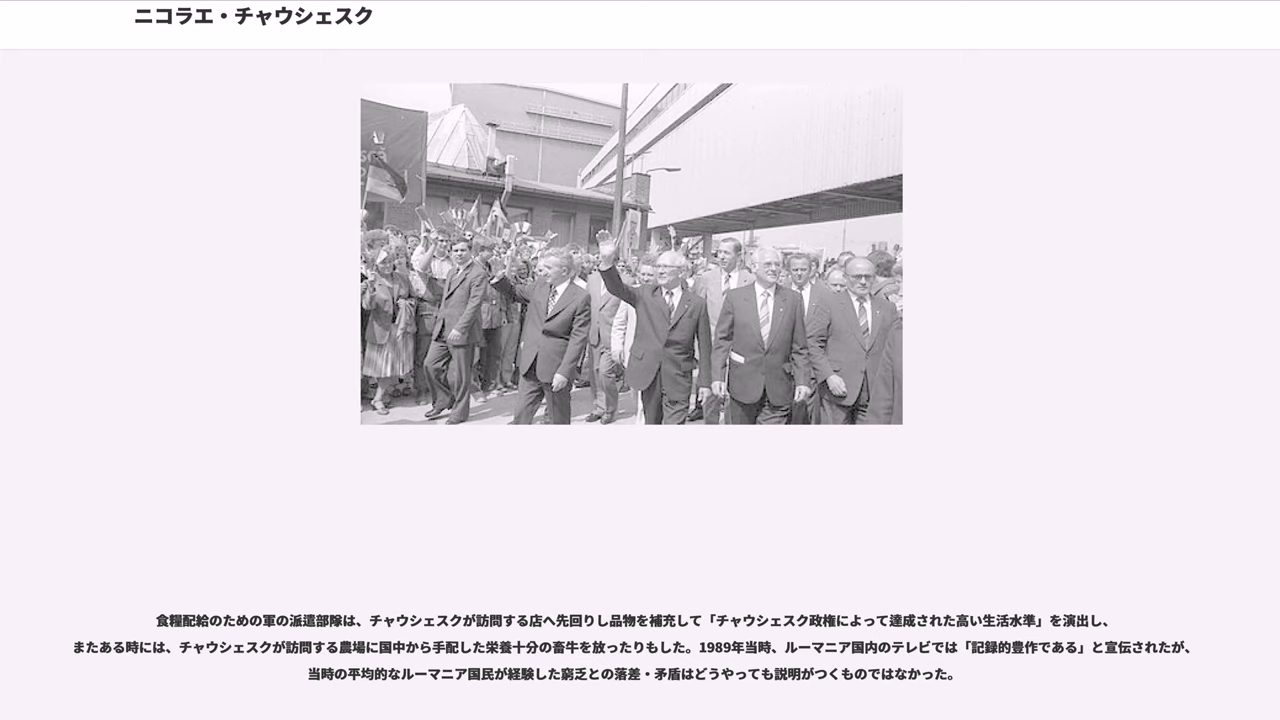 ニコラエ・チャウシェスク
食糧配給のための軍の派遣部隊は、チャウシェスクが訪問する店へ先回りし品物を補充して「チャウシェスク政権によって達成された高い生活水準」を演出し、
またある時には、チャウシェスクが訪問する農場に国中から手配した栄養十分の畜牛を放ったりもした。1989年当時、ルーマニア国内のテレビでは「記録的豊作である」と宣伝されたが、
当時の平均的なルーマニア国民が経験した窮乏との落差・矛盾はどうやっても説明がつくものではなかった。